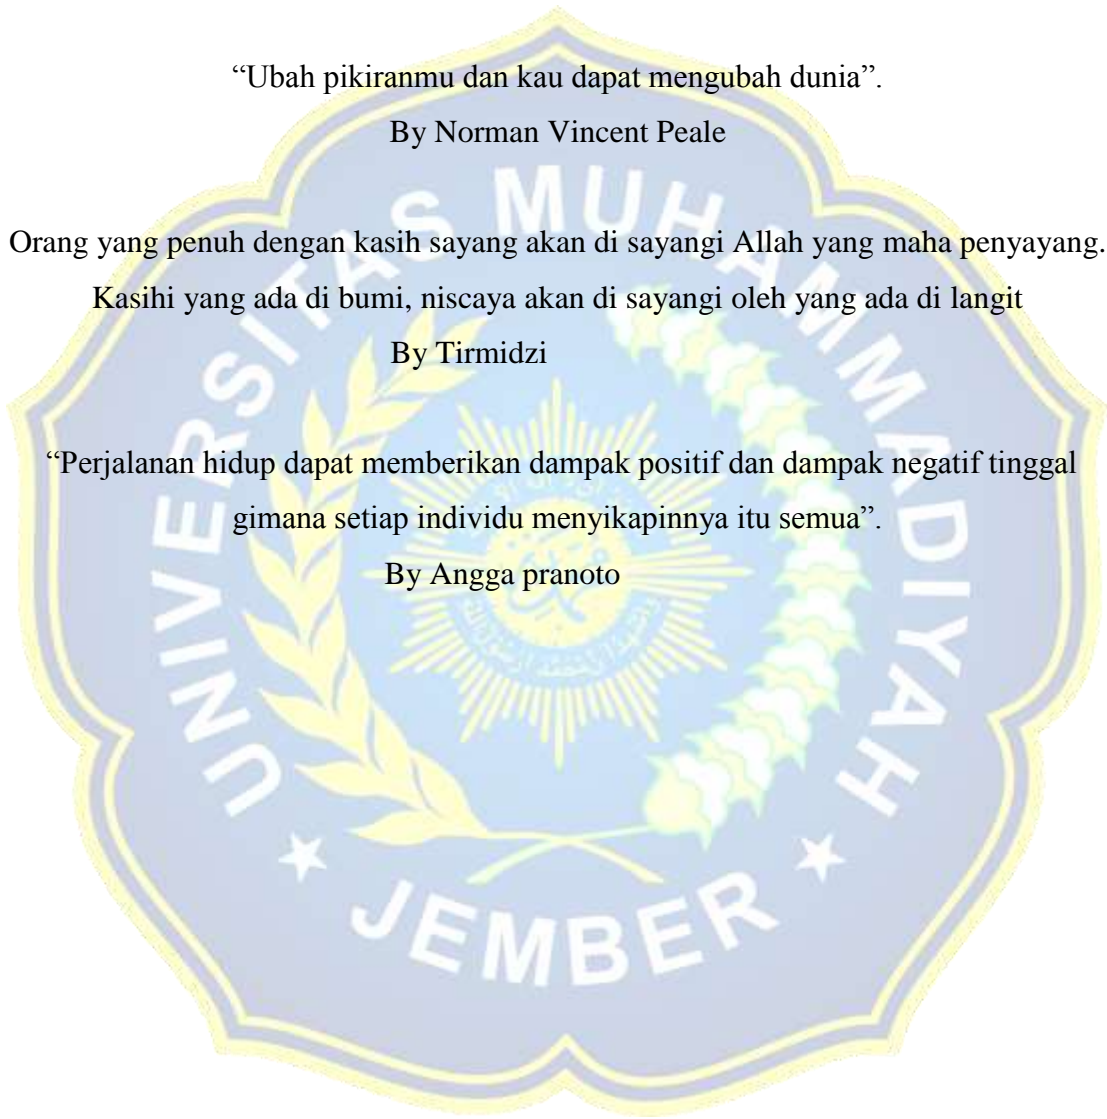 “Ubah pikiranmu dan kau dapat mengubah dunia”.
By Norman Vincent Peale
Orang yang penuh dengan kasih sayang akan di sayangi Allah yang maha penyayang.
Kasihi yang ada di bumi, niscaya akan di sayangi oleh yang ada di langit
By Tirmidzi
“Perjalanan hidup dapat memberikan dampak positif dan dampak negatif tinggal
gimana setiap individu menyikapinnya itu semua”.
By Angga pranoto
UNIVERSITAS MUHAMMADIYAH
JEMBER